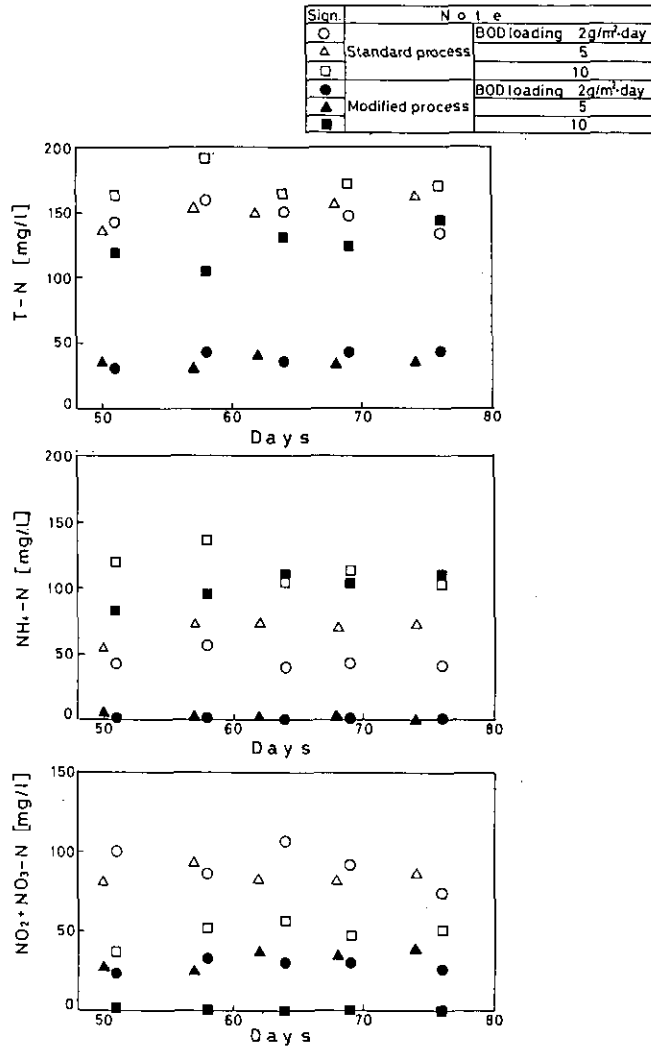 Sign. Note
Standard process BOD loading 2g/m²·day
5
10
Modified process BOD loading 2g/m²·day
5
10
T-N [mg/l]
200
150
100
50
0
50 60 70 80
Days
NH₄-N [mg/L]
200
150
100
50
0
50 60 70 80
Days
NO₂+NO₃-N [mg/l]
150
100
50
0
50 60 70 80
Days